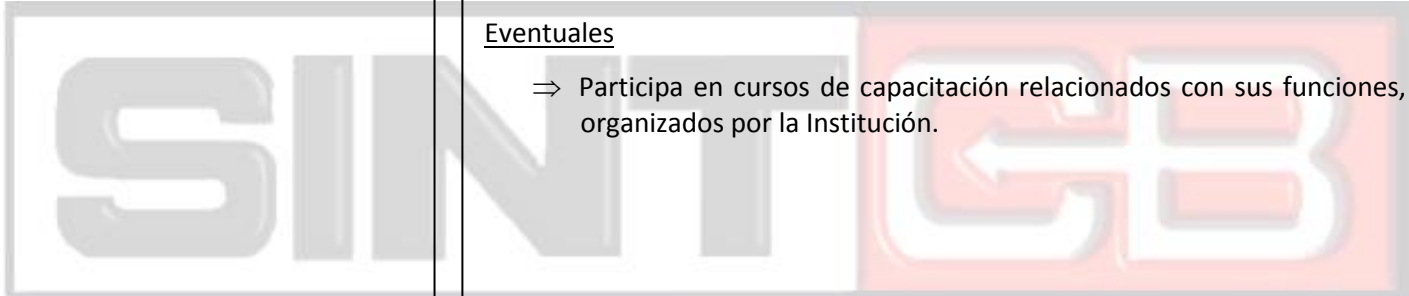 Eventuales
⇒ Participa en cursos de capacitación relacionados con sus funciones,
organizados por la Institución.
SINTCB